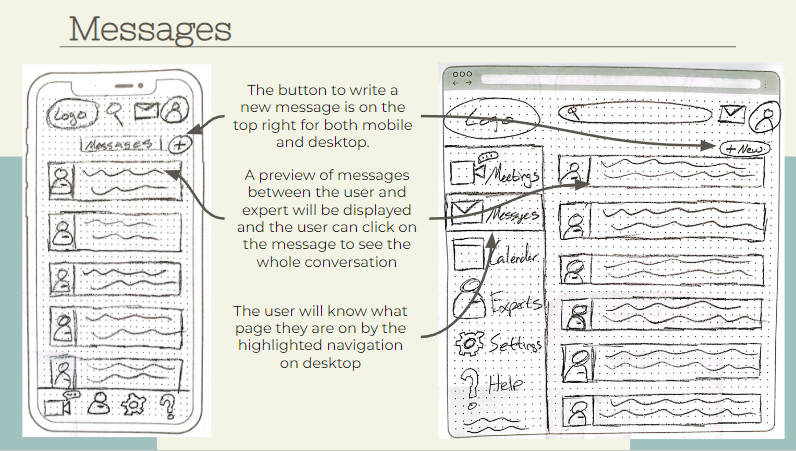 Messages
Logo
Messages
+
The button to write a
new message is on the
top right for both mobile
and desktop.
A preview of messages
between the user and
expert will be displayed
and the user can click on
the message to see the
whole conversation
The user will know what
page they are on by the
highlighted navigation
on desktop
Logo
+ New
Meetings
Messages
Calendar
Experts
Settings
? Help
?